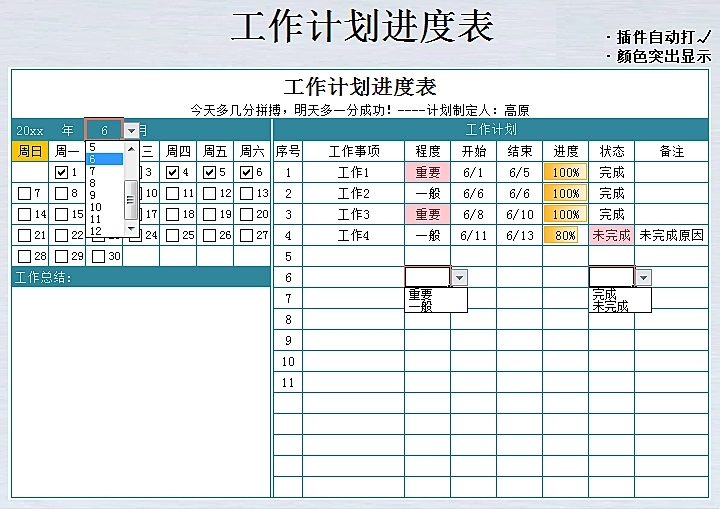 工作计划进度表
· 插件自动打√
· 颜色突出显示
工作计划进度表
今天多几分拼搏，明天多一分成功！----计划制定人：高原
20xx 年 6 月
周日 周一 三 周四 周五 周六
1 3 4 5 6
7 8 10 11 12 13
14 15 17 18 19 20
21 22 24 25 26 27
28 29 30
5
6
7
8
9
10
11
12
工作总结：
工作计划
序号 工作事项 程度 开始 结束 进度 状态 备注
1 工作1 重要 6/1 6/5 100% 完成
2 工作2 一般 6/6 6/6 100% 完成
3 工作3 重要 6/8 6/10 100% 完成
4 工作4 一般 6/11 6/13 80% 未完成 未完成原因
5
6
7
8
9
10
11
重要
一般
完成
未完成